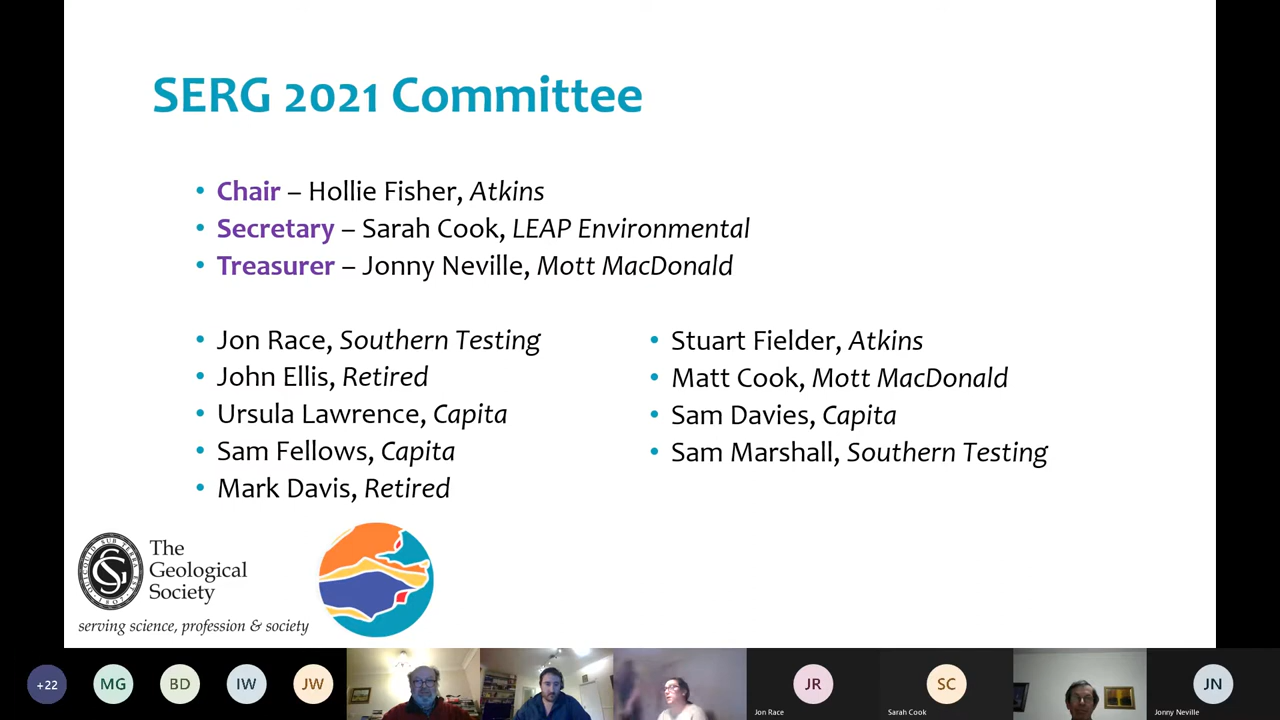 SERG 2021 Committee
• Chair – Hollie Fisher, Atkins
• Secretary – Sarah Cook, LEAP Environmental
• Treasurer – Jonny Neville, Mott MacDonald
• Jon Race, Southern Testing
• John Ellis, Retired
• Ursula Lawrence, Capita
• Sam Fellows, Capita
• Mark Davis, Retired
• Stuart Fielder, Atkins
• Matt Cook, Mott MacDonald
• Sam Davies, Capita
• Sam Marshall, Southern Testing
The
Geological
Society
serving science, profession & society
+22
MG
BD
IW
JW
JR
Jon Race
SC
Sarah Cook
JN
Jonny Neville